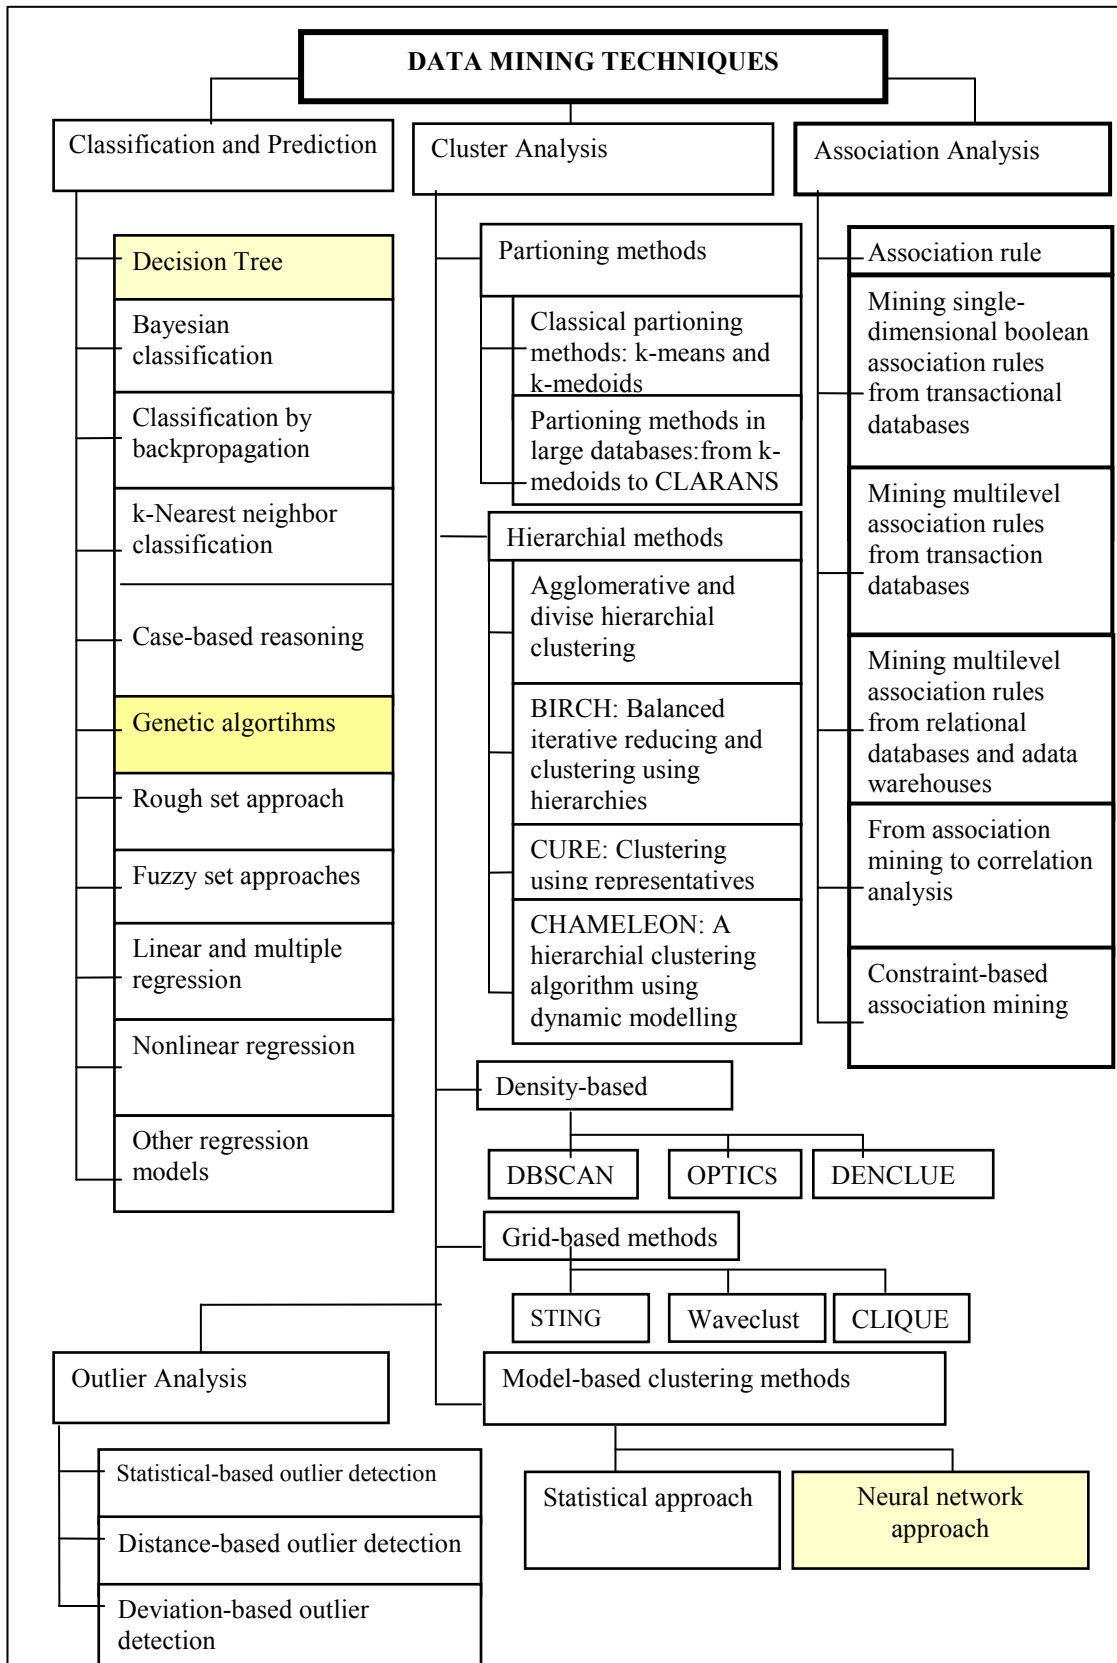 DATA MINING TECHNIQUES
Classification and Prediction
Decision Tree
Bayesian
classification
Classification by
backpropagation
k-Nearest neighbor
classification
Case-based reasoning
Genetic algortihms
Rough set approach
Fuzzy set approaches
Linear and multiple
regression
Nonlinear regression
Other regression
models
Cluster Analysis
Partioning methods
Classical partioning
methods: k-means and
k-medoids
Partioning methods in
large databases:from k-
medoids to CLARANS
Hierarchial methods
Agglomerative and
divise hierarchial
clustering
BIRCH: Balanced
iterative reducing and
clustering using
hierarchies
CURE: Clustering
using representatives
CHAMELEON: A
hierarchial clustering
algorithm using
dynamic modelling
Density-based
DBSCAN
OPTICS
DENCLUE
Grid-based methods
STING
Waveclust
CLIQUE
Model-based clustering methods
Statistical approach
Neural network
approach
Association Analysis
Association rule
Mining single-
dimensional boolean
association rules
from transactional
databases
Mining multilevel
association rules
from transaction
databases
Mining multilevel
association rules
from relational
databases and adata
warehouses
From association
mining to correlation
analysis
Constraint-based
association mining
Outlier Analysis
Statistical-based outlier detection
Distance-based outlier detection
Deviation-based outlier
detection